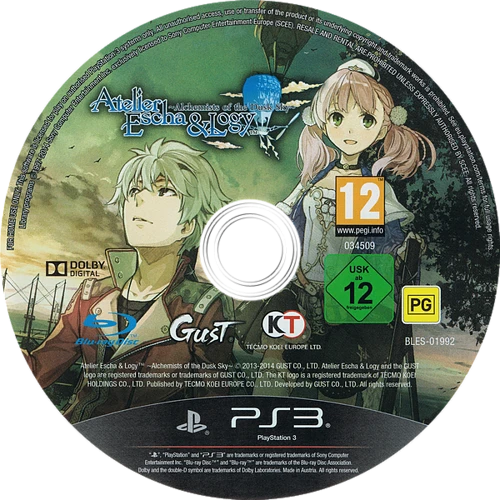 Atelier
Escha & Logy
~Alchemists of the Dusk Sky~
12
www.pegi.info
034509
USK
ab
12
freigegeben
PG
BLES-01992
DOLBY
DIGITAL
Blu-ray Disc
GUST
KT
TECMO KOEI EUROPE LTD.
Atelier Escha & Logy™ ~Alchemists of the Dusk Sky~ © 2013-2014 GUST CO., LTD. Atelier Escha & Logy and the GUST
logo are registered trademarks or trademarks of GUST CO., LTD. The KT logo is a registered trademark of TECMO KOEI
HOLDINGS CO., LTD. Published by TECMO KOEI EUROPE CO., LTD. Developed by GUST CO., LTD. All rights reserved.
PS3
PlayStation 3
"PlayStation" and "PS3" are trademarks or registered trademarks of Sony Computer
Entertainment Inc. "Blu-ray Disc™" and "Blu-ray™" are trademarks of the Blu-ray Disc Association.
Dolby and the double-D symbol are trademarks of Dolby Laboratories. Made in Austria. All rights reserved.